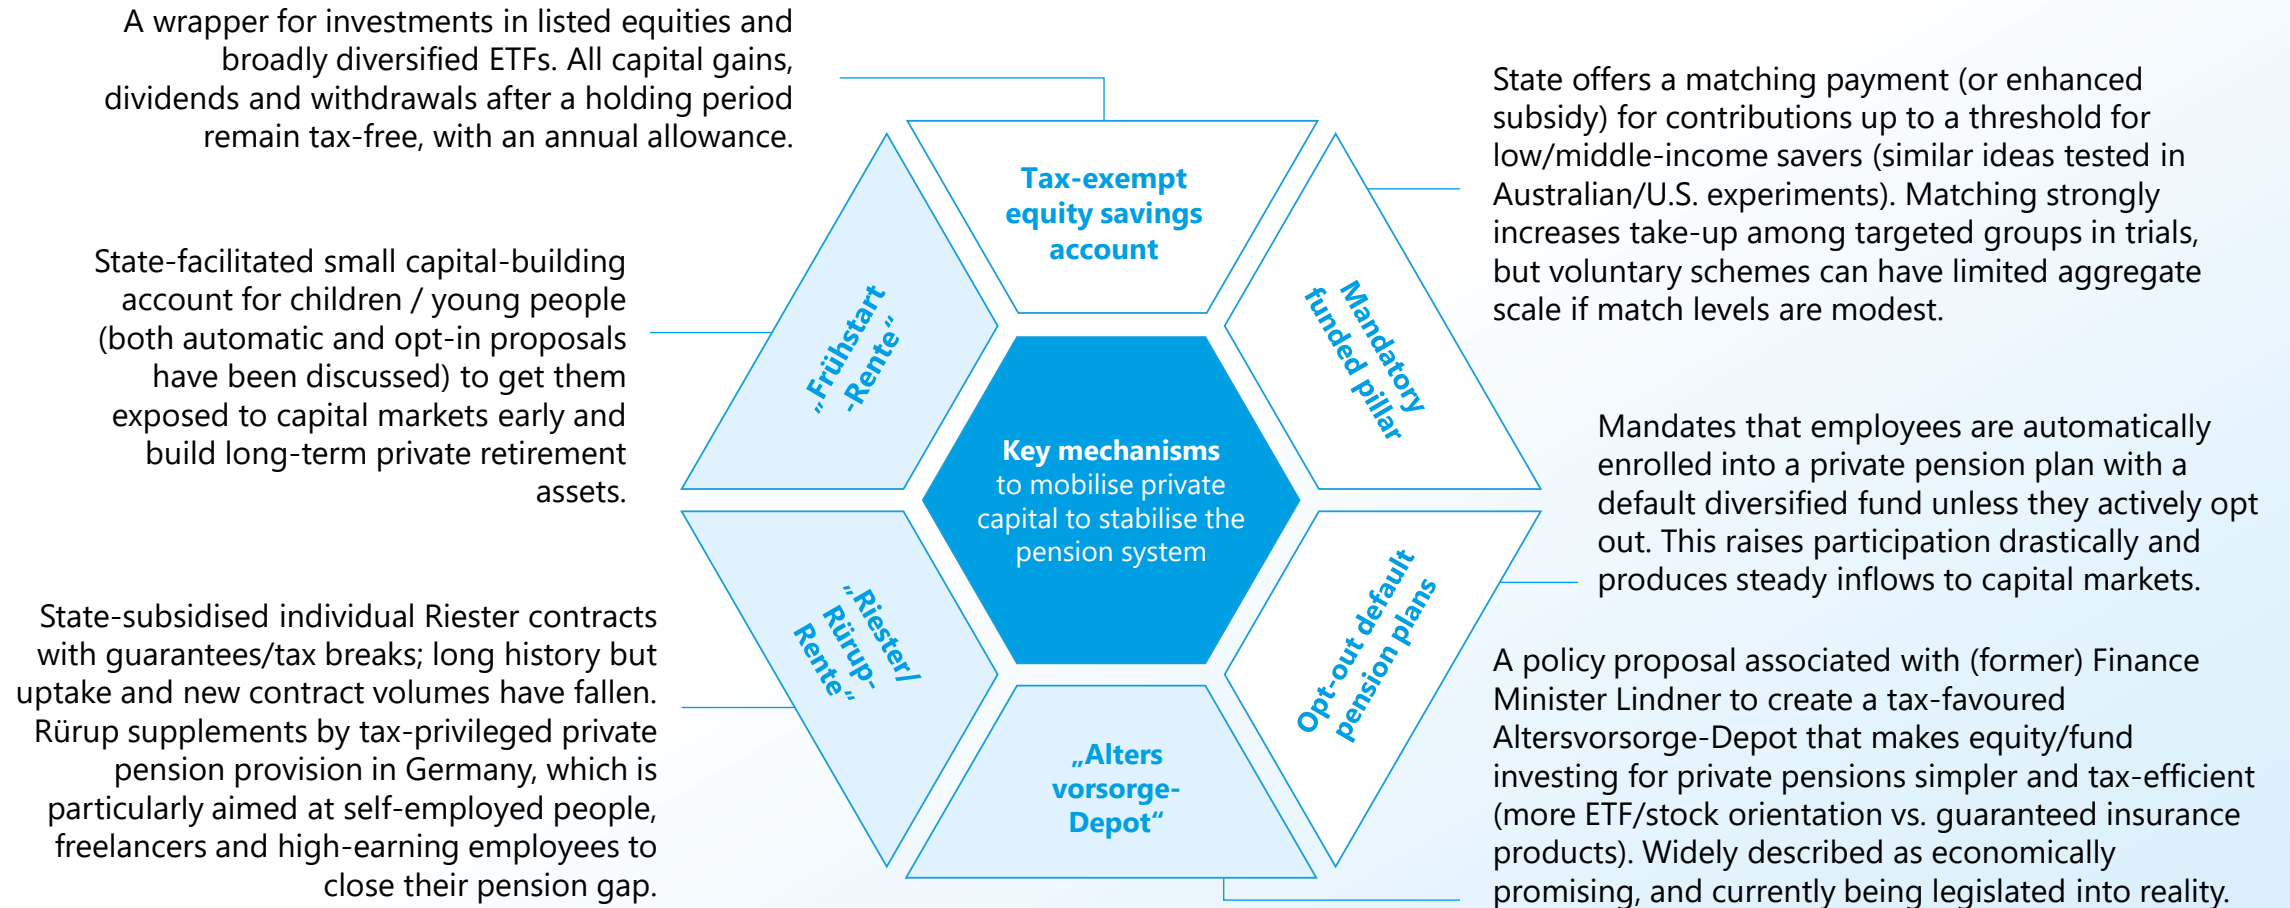 A wrapper for investments in listed equities and
broadly diversified ETFs. All capital gains,
dividends and withdrawals after a holding period
remain tax-free, with an annual allowance.
State-facilitated small capital-building
account for children / young people
(both automatic and opt-in proposals
have been discussed) to get them
exposed to capital markets early and
build long-term private retirement
assets.
State-subsidised individual Riester contracts
with guarantees/tax breaks; long history but
uptake and new contract volumes have fallen.
Rürup supplements by tax-privileged private
pension provision in Germany, which is
particularly aimed at self-employed people,
freelancers and high-earning employees to
close their pension gap.
Tax-exempt
equity savings
account
„Frühstart
-Rente“
Mandatory
funded pillar
Key mechanisms
to mobilise private
capital to stabilise the
pension system
„Riester/
Rürup-
Rente“
Opt-out default
pension plans
„Alters
vorsorge-
Depot“
State offers a matching payment (or enhanced
subsidy) for contributions up to a threshold for
low/middle-income savers (similar ideas tested in
Australian/U.S. experiments). Matching strongly
increases take-up among targeted groups in trials,
but voluntary schemes can have limited aggregate
scale if match levels are modest.
Mandates that employees are automatically
enrolled into a private pension plan with a
default diversified fund unless they actively opt
out. This raises participation drastically and
produces steady inflows to capital markets.
A policy proposal associated with (former) Finance
Minister Lindner to create a tax-favoured
Altersvorsorge-Depot that makes equity/fund
investing for private pensions simpler and tax-efficient
(more ETF/stock orientation vs. guaranteed insurance
products). Widely described as economically
promising, and currently being legislated into reality.